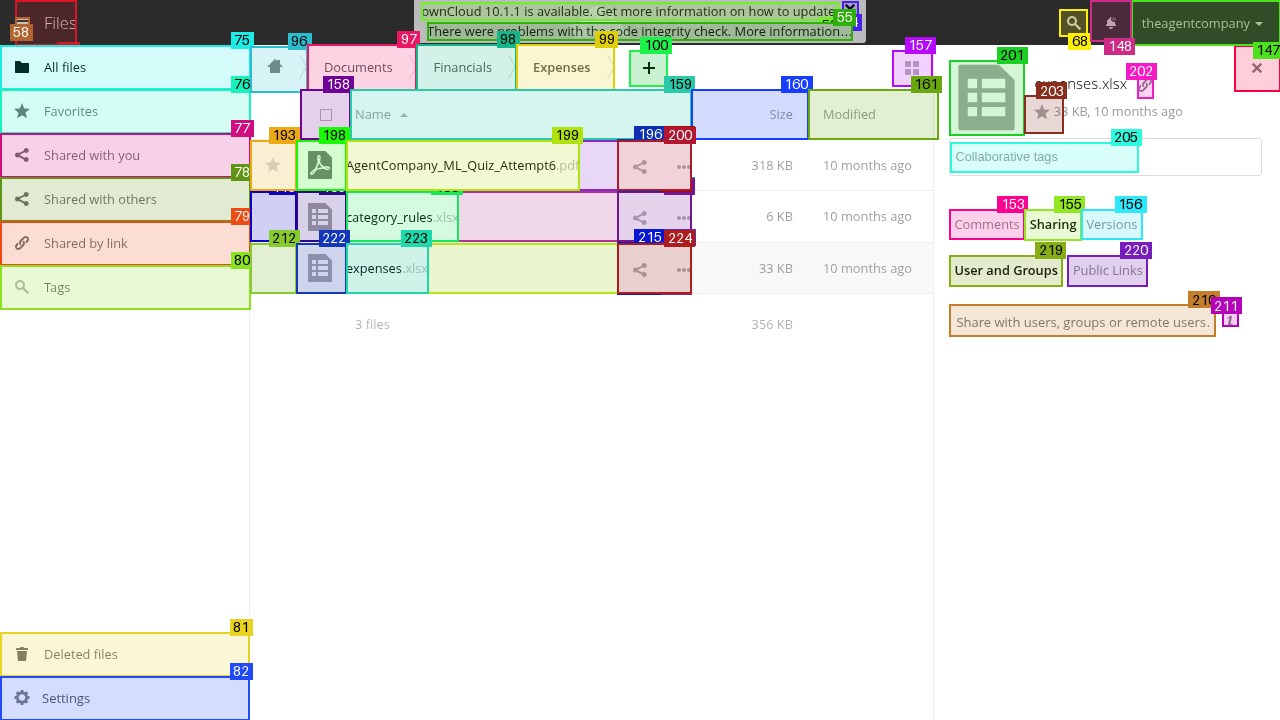 ownCloud 10.1.1 is available. Get more information on how to update.
There were problems with the code integrity check. More information…
Files
theagentcompany
58
55
68
148
147
75
All files
76
Favorites
77
Shared with you
78
Shared with others
79
Shared by link
80
Tags
81
Deleted files
82
Settings
96
97
98
99
100
157
Documents
Financials
Expenses
158
159
160
161
Name
Size
Modified
193
198
199
196
200
AgentCompany_ML_Quiz_Attempt6.pdf
318 KB
10 months ago
category_rules.xlsx
6 KB
10 months ago
212
222
223
215
224
expenses.xlsx
33 KB
10 months ago
3 files
356 KB
201
202
203
expenses.xlsx
33 KB, 10 months ago
205
Collaborative tags
153
155
156
Comments
Sharing
Versions
219
220
User and Groups
Public Links
210
211
Share with users, groups or remote users.